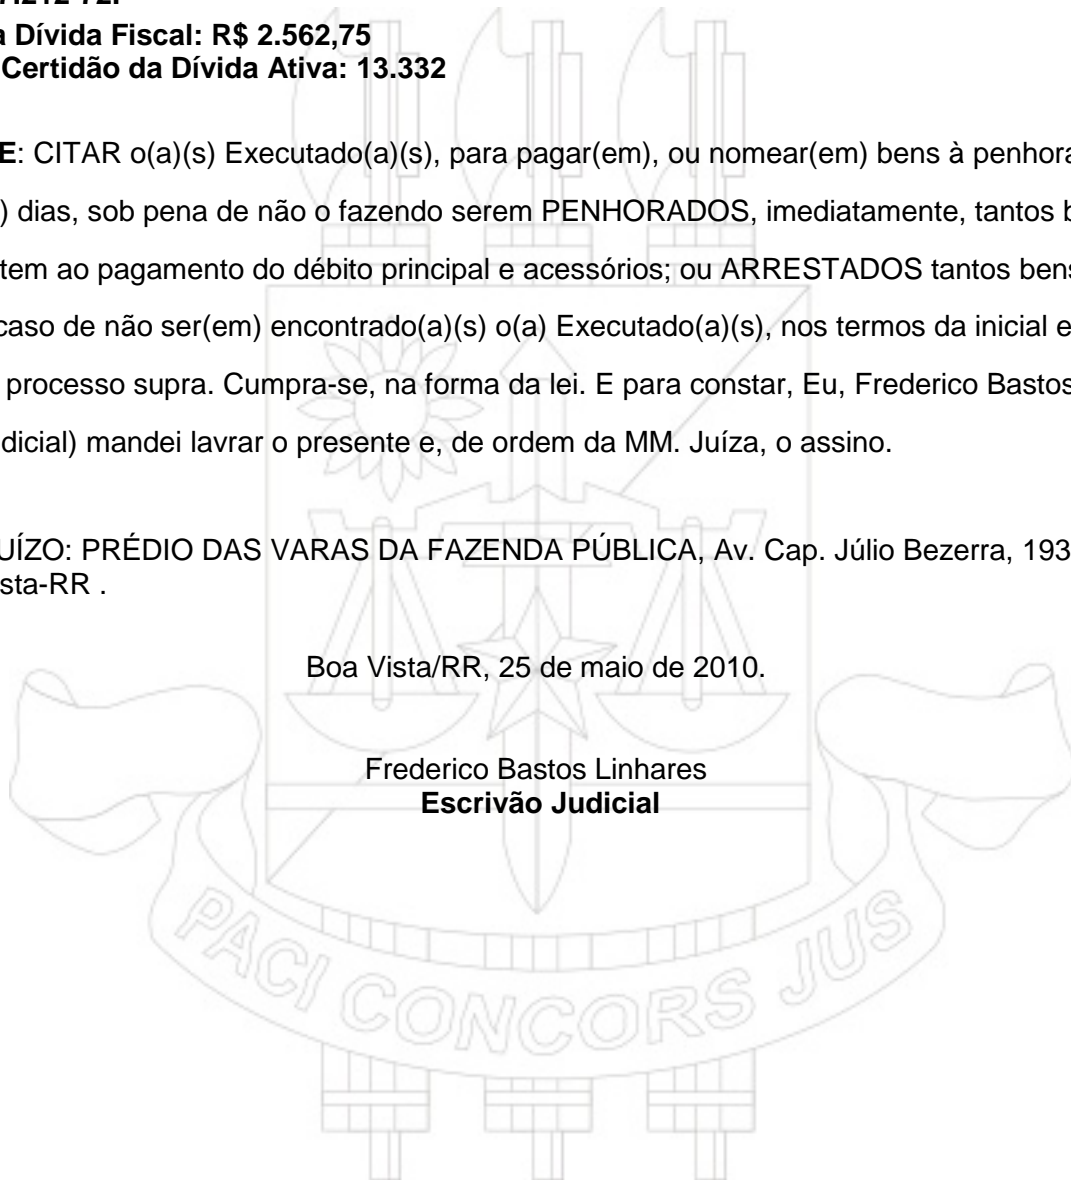 a Dívida Fiscal: R$ 2.562,75
Certidão da Dívida Ativa: 13.332
E: CITAR o(a)(s) Executado(a)(s), para pagar(em), ou nomear(em) bens à penhora
) dias, sob pena de não o fazendo serem PENHORADOS, imediatamente, tantos b
tem ao pagamento do débito principal e acessórios; ou ARRESTADOS tantos bens
caso de não ser(em) encontrado(a)(s) o(a) Executado(a)(s), nos termos da inicial e
processo supra. Cumpra-se, na forma da lei. E para constar, Eu, Frederico Bastos
dicial) mandei lavrar o presente e, de ordem da MM. Juíza, o assino.
UÍZO: PRÉDIO DAS VARAS DA FAZENDA PÚBLICA, Av. Cap. Júlio Bezerra, 193
sta-RR .
Boa Vista/RR, 25 de maio de 2010.
Frederico Bastos Linhares
Escrivão Judicial
PACI CONCORS JUS